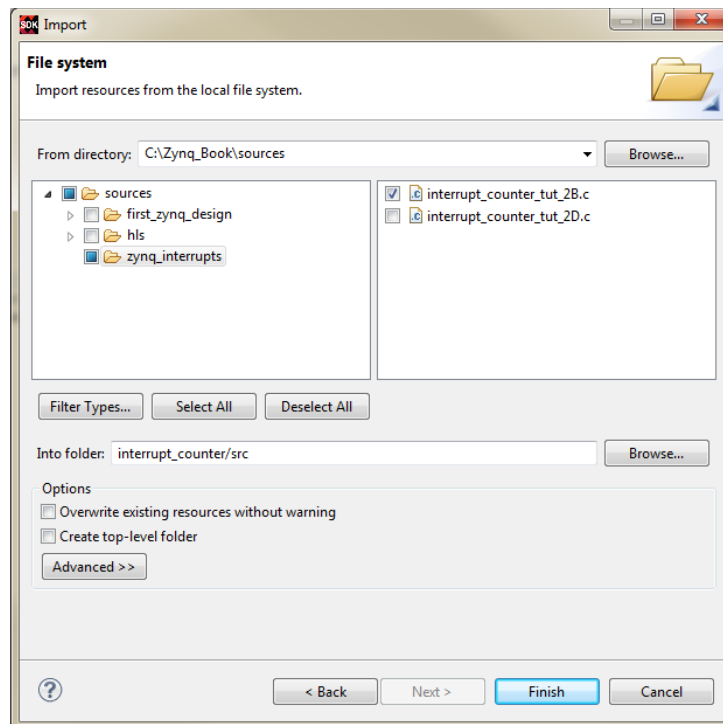 SDK Import
File system
Import resources from the local file system.
From directory: C:\Zynq_Book\sources Browse...
sources
first_zynq_design
hls
zynq_interrupts
interrupt_counter_tut_2B.c
interrupt_counter_tut_2D.c
Filter Types... Select All Deselect All
Into folder: interrupt_counter/src Browse...
Options
Overwrite existing resources without warning
Create top-level folder
Advanced >>
? < Back Next > Finish Cancel